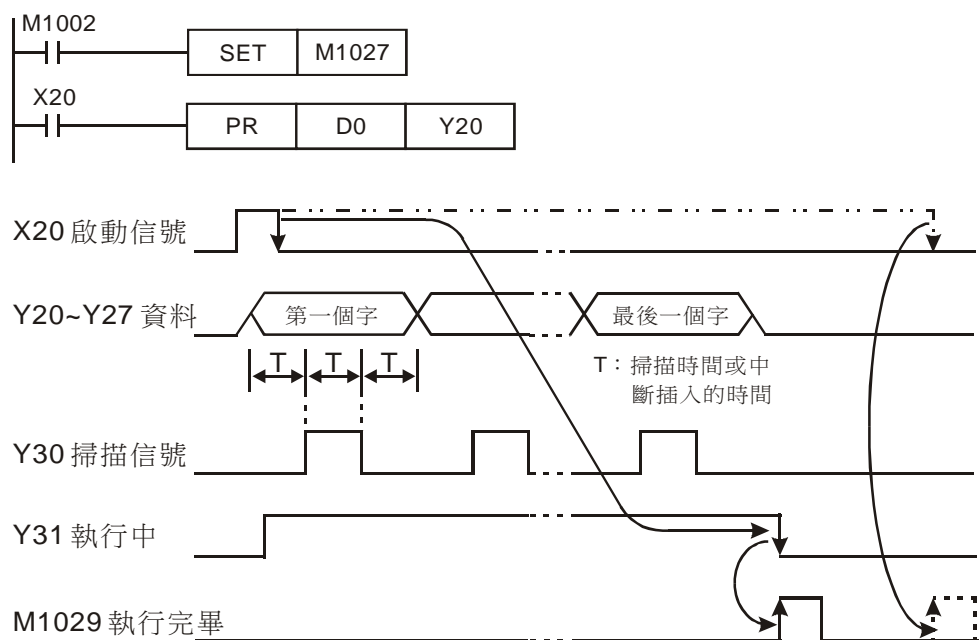 M1002
SET M1027
X20
PR D0 Y20
X20 啟動信號
Y20~Y27 資料
第一個字
最後一個字
T T T
T：掃描時間或中
斷插入的時間
Y30 掃描信號
Y31 執行中
M1029 執行完畢